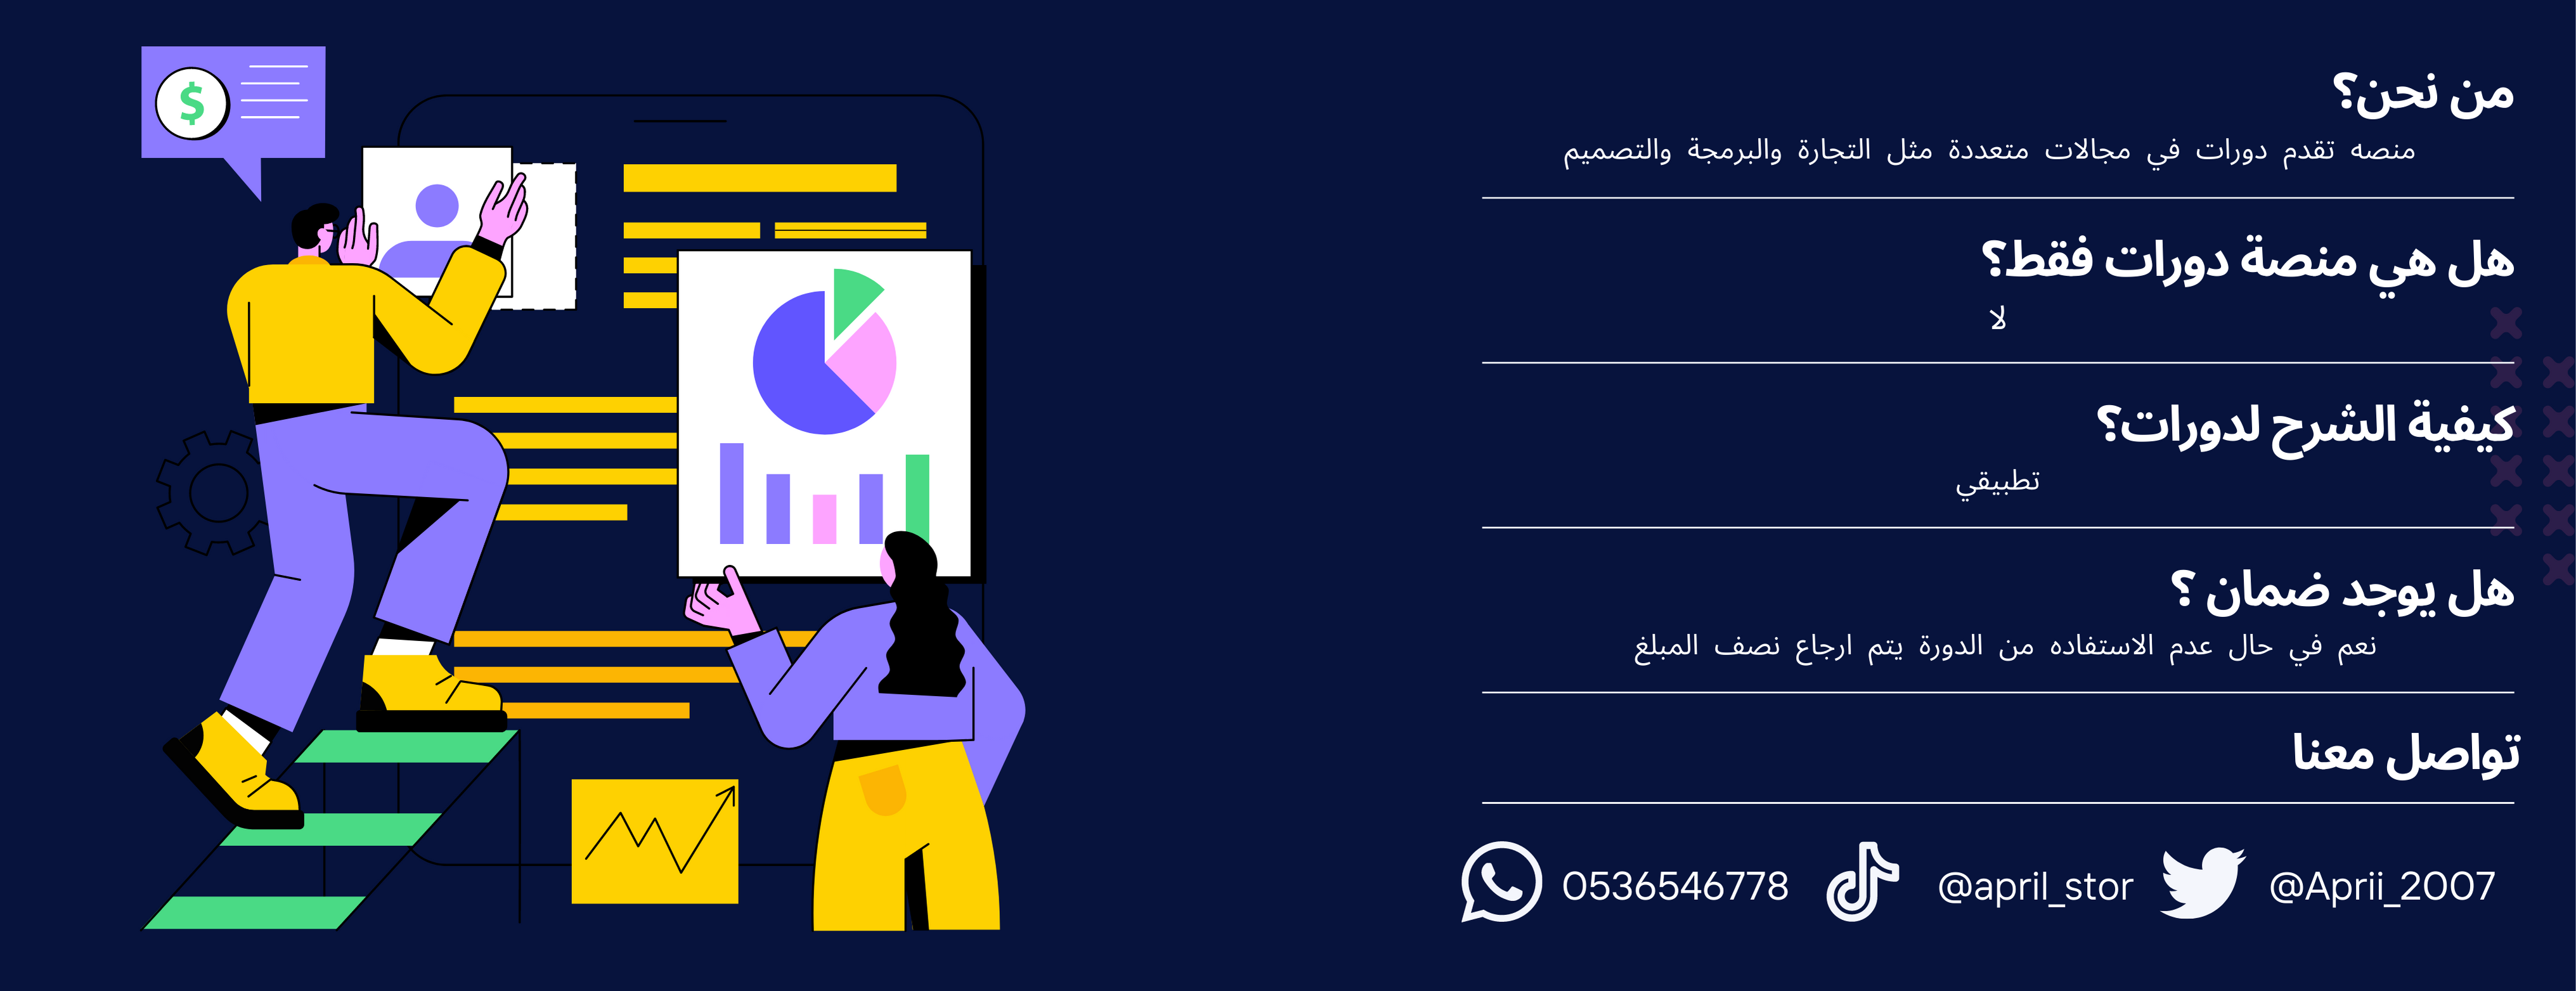 من نحن؟
منصه تقدم دورات في مجالات متعددة مثل التجارة والبرمجة والتصميم
هل هي منصة دورات فقط؟
لا
كيفية الشرح لدورات؟
تطبيقي
هل يوجد ضمان ؟
نعم في حال عدم الاستفاده من الدورة يتم ارجاع نصف المبلغ
تواصل معنا
0536546778 @april_stor @Aprii_2007
$